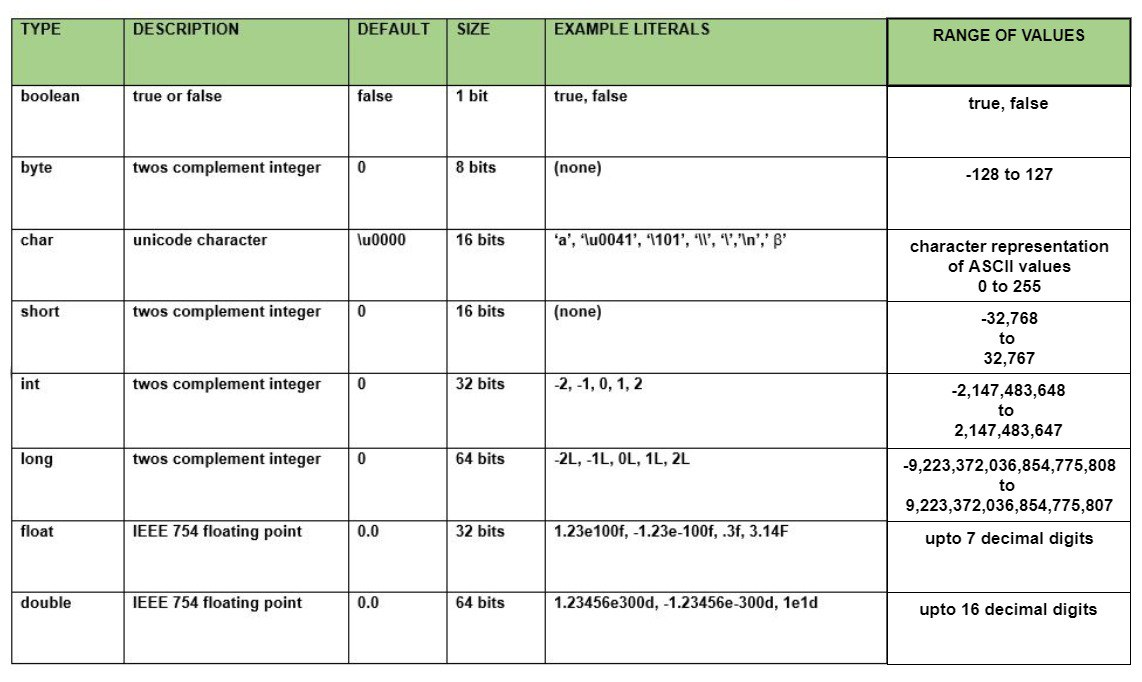 TYPE DESCRIPTION DEFAULT SIZE EXAMPLE LITERALS RANGE OF VALUES
boolean true or false false 1 bit true, false true, false
byte twos complement integer 0 8 bits (none) -128 to 127
char unicode character \u0000 16 bits ‘a’, ‘\u0041’, ‘\101’, ‘\\’, ‘\’,’\n’,’ β’ character representation
of ASCII values
0 to 255
short twos complement integer 0 16 bits (none) -32,768
to
32,767
int twos complement integer 0 32 bits -2, -1, 0, 1, 2 -2,147,483,648
to
2,147,483,647
long twos complement integer 0 64 bits -2L, -1L, 0L, 1L, 2L -9,223,372,036,854,775,808
to
9,223,372,036,854,775,807
float IEEE 754 floating point 0.0 32 bits 1.23e100f, -1.23e-100f, .3f, 3.14F upto 7 decimal digits
double IEEE 754 floating point 0.0 64 bits 1.23456e300d, -1.23456e-300d, 1e1d upto 16 decimal digits